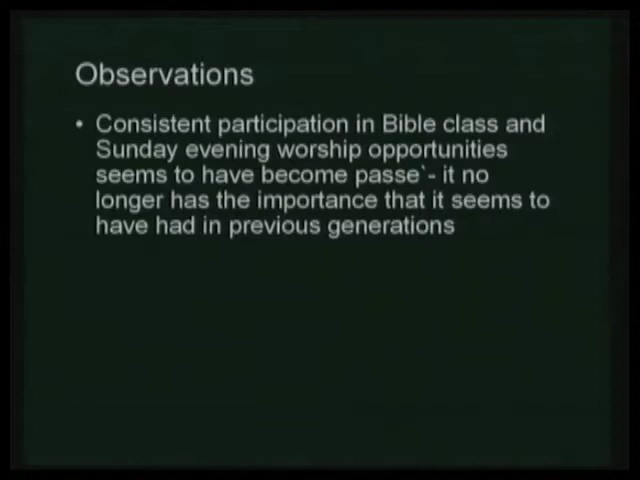 Observations
• Consistent participation in Bible class and
Sunday evening worship opportunities
seems to have become passe`- it no
longer has the importance that it seems to
have had in previous generations